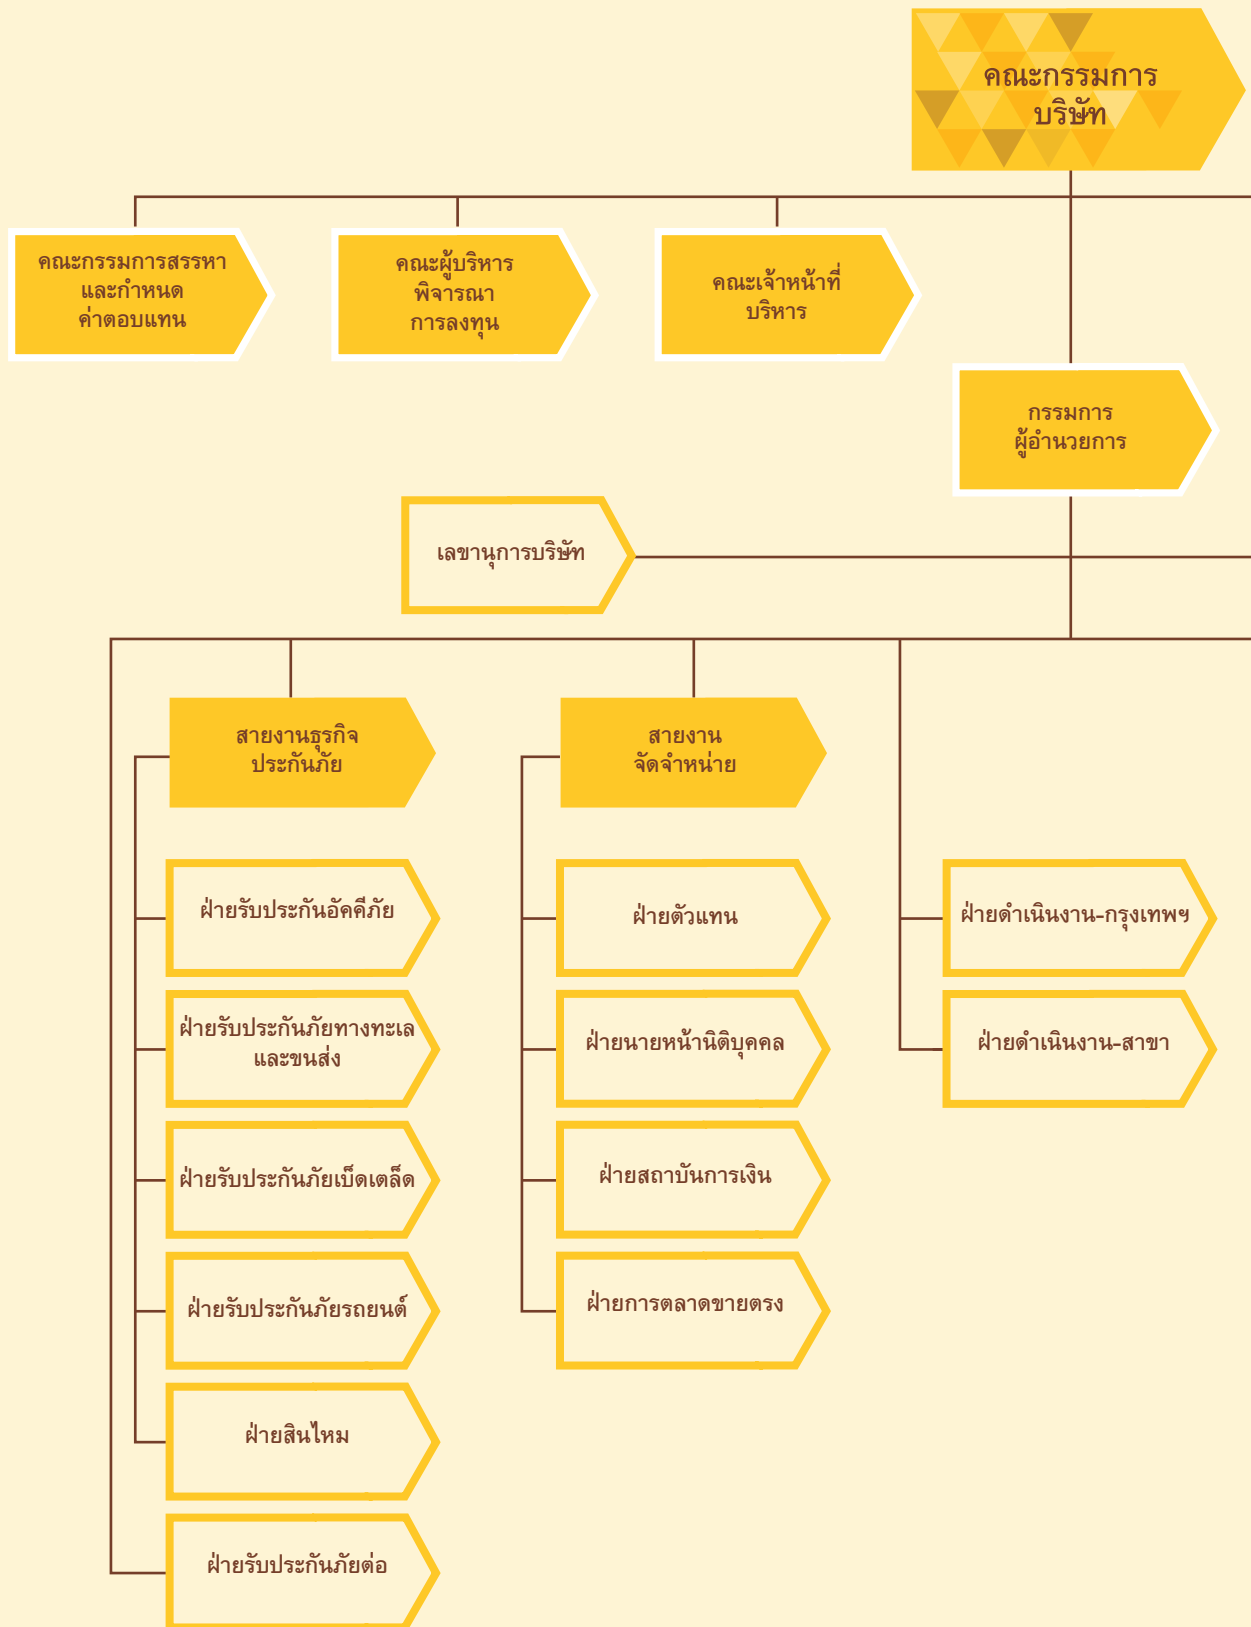 คณะกรรมการ
บริษัท
คณะกรรมการสรรหา
และกำหนด
ค่าตอบแทน
คณะผู้บริหาร
พิจารณา
การลงทุน
คณะเจ้าหน้าที่
บริหาร
กรรมการ
ผู้อำนวยการ
เลขานุการบริษัท
สายงานธุรกิจ
ประกันภัย
สายงาน
จัดจำหน่าย
ฝ่ายรับประกันอัคคีภัย
ฝ่ายตัวแทน
ฝ่ายดำเนินงาน-กรุงเทพฯ
ฝ่ายรับประกันภัยทางทะเล
และขนส่ง
ฝ่ายนายหน้านิติบุคคล
ฝ่ายดำเนินงาน-สาขา
ฝ่ายรับประกันภัยเบ็ดเตล็ด
ฝ่ายสถาบันการเงิน
ฝ่ายรับประกันภัยรถยนต์
ฝ่ายการตลาดขายตรง
ฝ่ายสินไหม
ฝ่ายรับประกันภัยต่อ